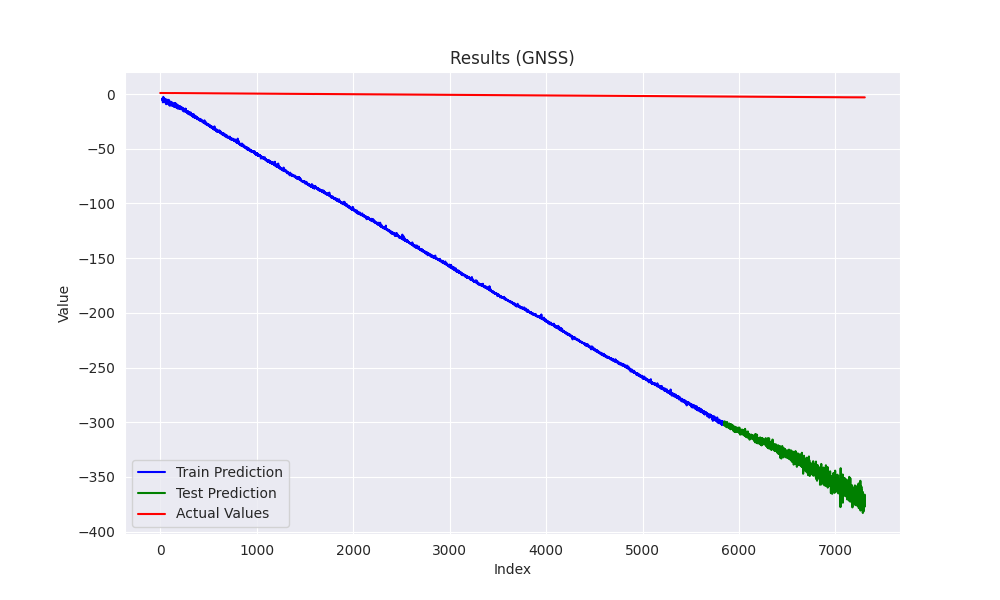 Results (GNSS)
0
−50
−100
−150
−200
−250
−300
−350
−400
Value
Train Prediction
Test Prediction
Actual Values
0 1000 2000 3000 4000 5000 6000 7000
Index